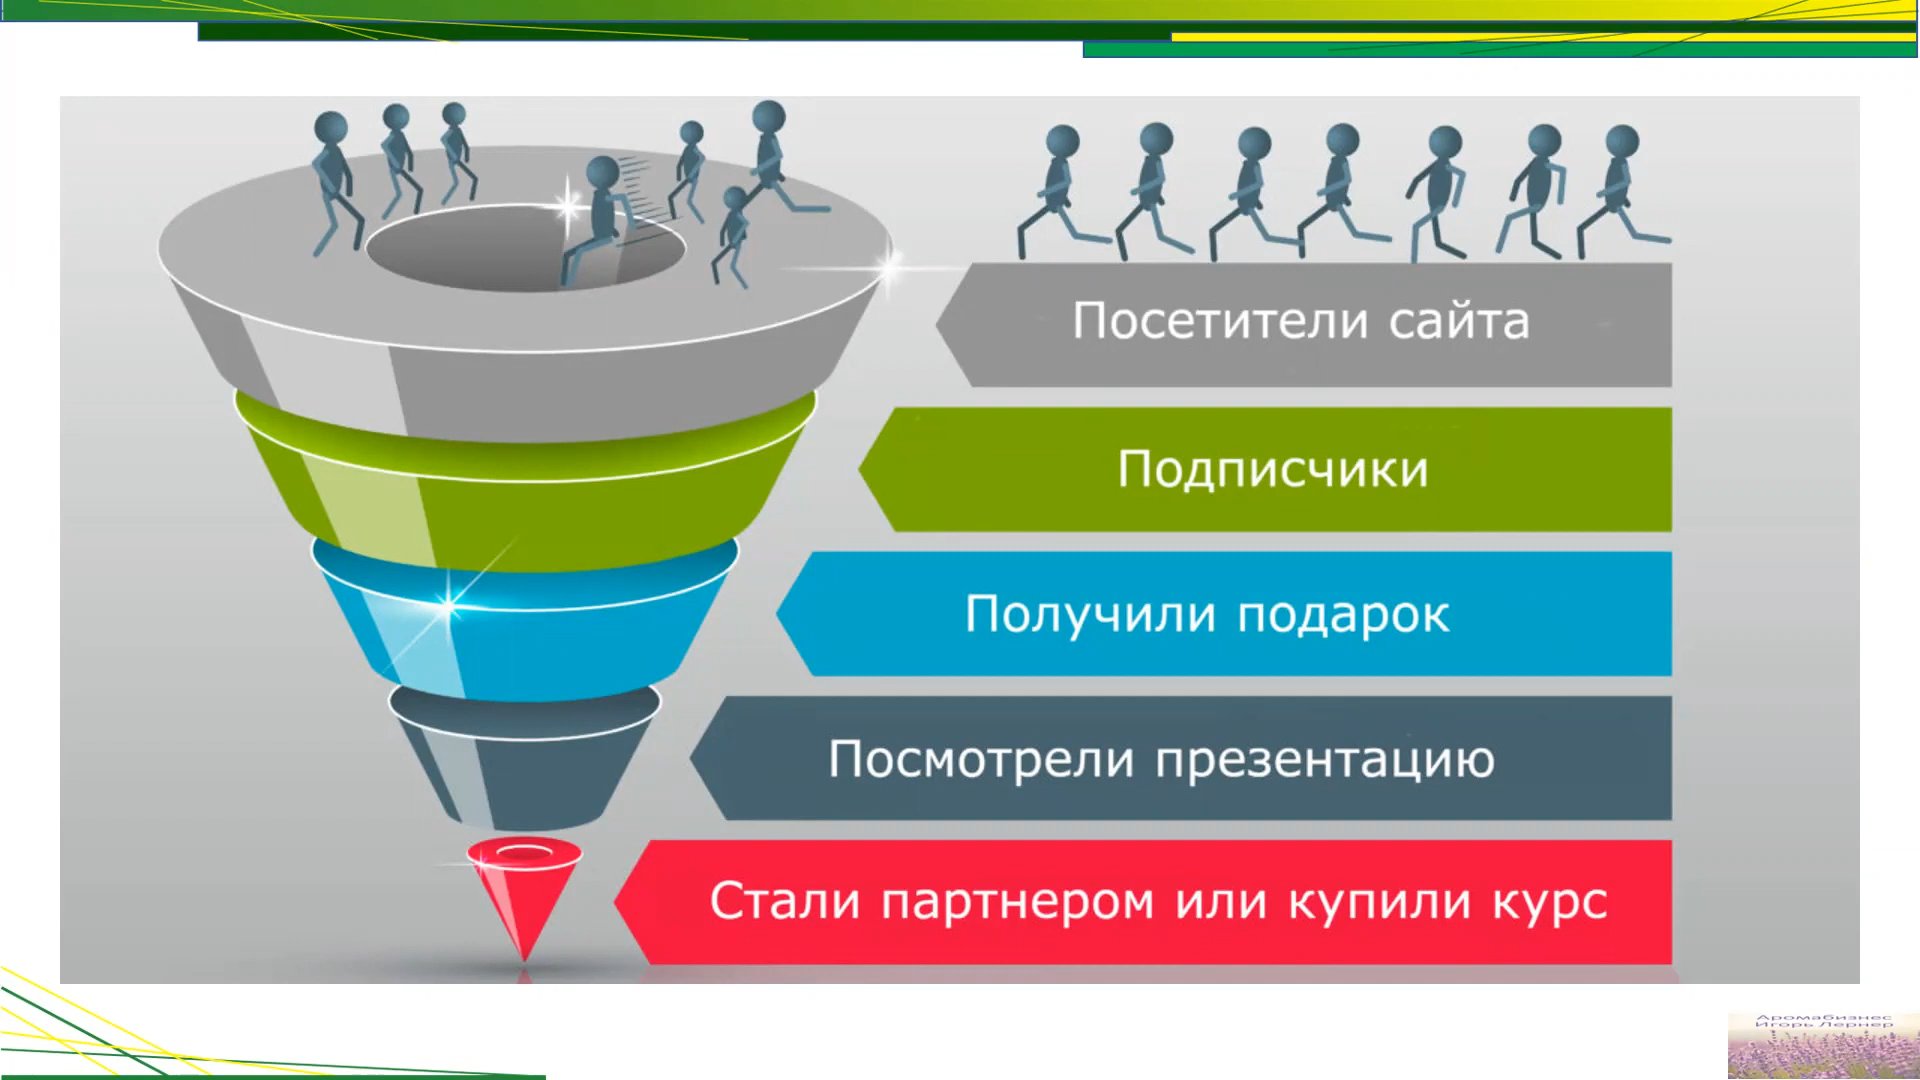 Посетители сайта
Подписчики
Получили подарок
Посмотрели презентацию
Стали партнером или купили курс
Аромабизнес
Игорь Лернер